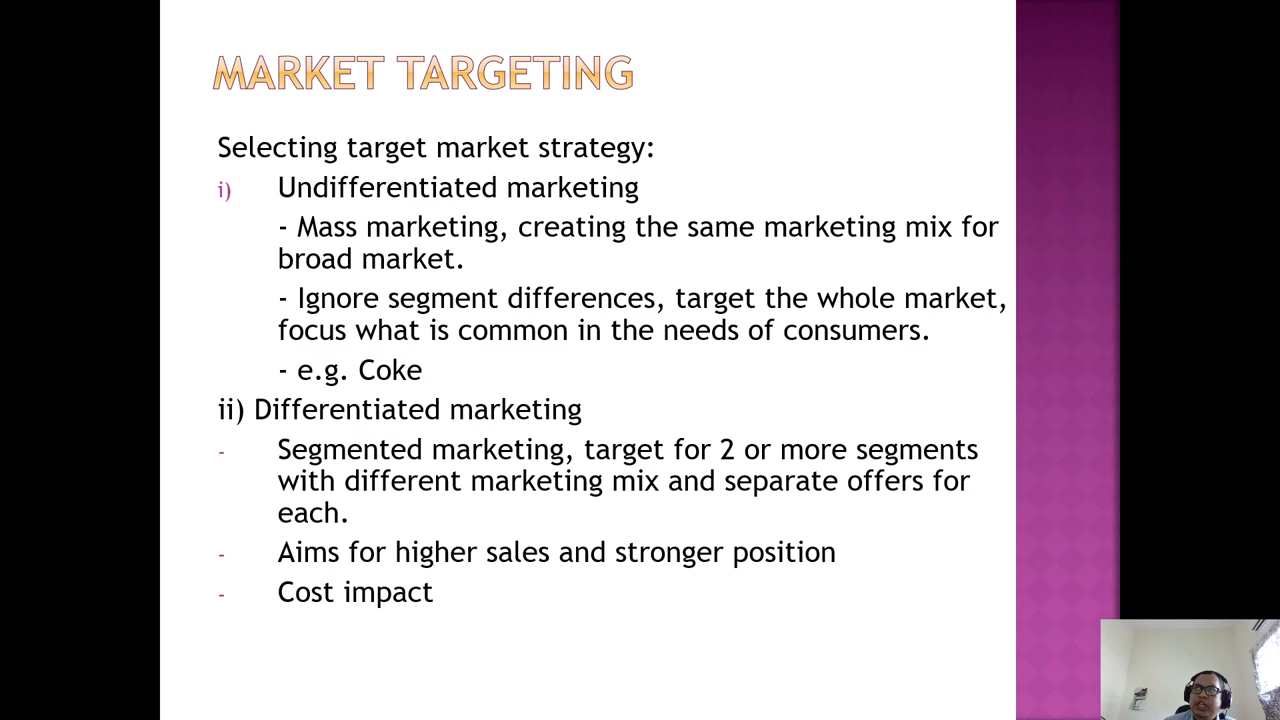 MARKET TARGETING
Selecting target market strategy:
i) Undifferentiated marketing
- Mass marketing, creating the same marketing mix for
broad market.
- Ignore segment differences, target the whole market,
focus what is common in the needs of consumers.
- e.g. Coke
ii) Differentiated marketing
- Segmented marketing, target for 2 or more segments
with different marketing mix and separate offers for
each.
- Aims for higher sales and stronger position
- Cost impact